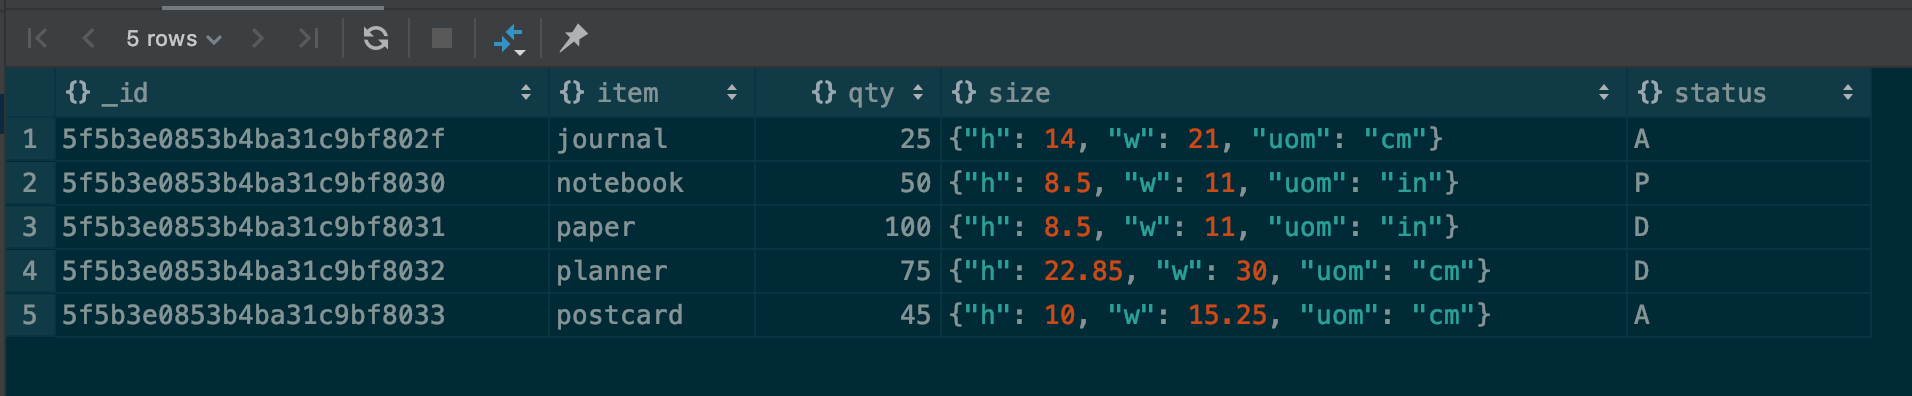 5 rows
_id item qty size status
1 5f5b3e0853b4ba31c9bf802f journal 25 {"h": 14, "w": 21, "uom": "cm"} A
2 5f5b3e0853b4ba31c9bf8030 notebook 50 {"h": 8.5, "w": 11, "uom": "in"} P
3 5f5b3e0853b4ba31c9bf8031 paper 100 {"h": 8.5, "w": 11, "uom": "in"} D
4 5f5b3e0853b4ba31c9bf8032 planner 75 {"h": 22.85, "w": 30, "uom": "cm"} D
5 5f5b3e0853b4ba31c9bf8033 postcard 45 {"h": 10, "w": 15.25, "uom": "cm"} A